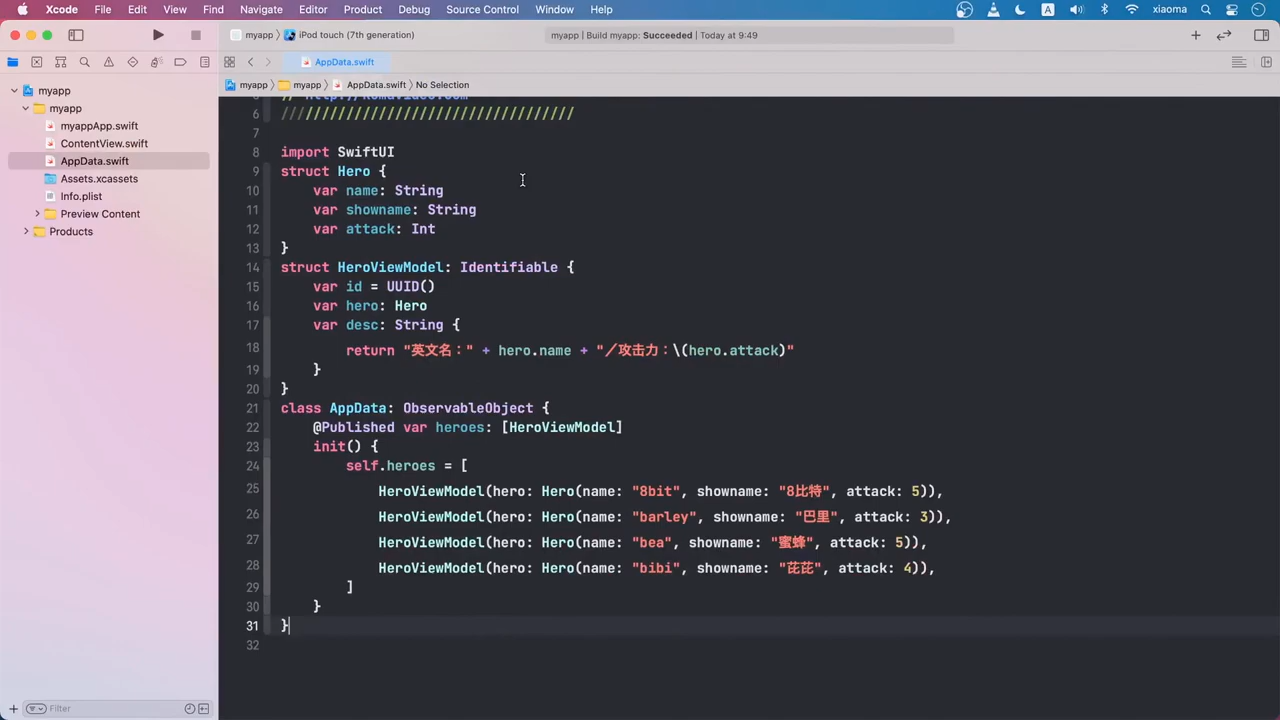 Xcode File Edit View Find Navigate Editor Product Debug Source Control Window Help A xiaoma
myapp iPod touch (7th generation) myapp | Build myapp: Succeeded | Today at 9:49
AppData.swift
myapp myapp AppData.swift No Selection
myapp
myapp
myappApp.swift
ContentView.swift
AppData.swift
Assets.xcassets
Info.plist
Preview Content
Products
Filter
6 ////////////////////////////////////
7
8 import SwiftUI
9 struct Hero {
10 var name: String
11 var showname: String
12 var attack: Int
13 }
14 struct HeroViewModel: Identifiable {
15 var id = UUID()
16 var hero: Hero
17 var desc: String {
18 return "英文名：" + hero.name + "／攻击力：\(hero.attack)"
19 }
20 }
21 class AppData: ObservableObject {
22 @Published var heroes: [HeroViewModel]
23 init() {
24 self.heroes = [
25 HeroViewModel(hero: Hero(name: "8bit", showname: "8比特", attack: 5)),
26 HeroViewModel(hero: Hero(name: "barley", showname: "巴里", attack: 3)),
27 HeroViewModel(hero: Hero(name: "bea", showname: "蜜蜂", attack: 5)),
28 HeroViewModel(hero: Hero(name: "bibi", showname: "芘芘", attack: 4)),
29 ]
30 }
31 }
32